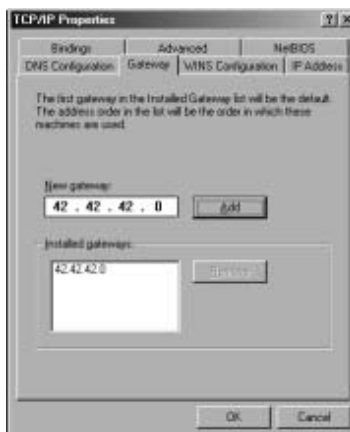 TCP/IP Properties
? X
Bindings
Advanced
NetBIOS
DNS Configuration
Gateway
WINS Configuration
IP Address
The first gateway in the Installed Gateway list will be the default.
The address order in the list will be the order in which these
machines are used.
New gateway:
42 . 42 . 42 . 0
Add
Installed gateways:
42.42.42.0
Remove
OK
Cancel